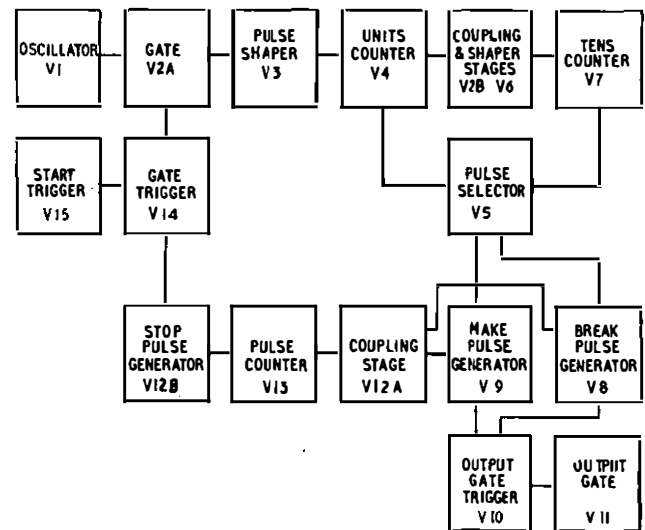 OSCILLATOR
V1
GATE
V2A
PULSE
SHAPER
V3
UNITS
COUNTER
V4
COUPLING
& SHAPER
STAGES
V2B V6
TENS
COUNTER
V7
START
TRIGGER
V15
GATE
TRIGGER
V14
PULSE
SELECTOR
V5
STOP
PULSE
GENERATOR
V12B
PULSE
COUNTER
V13
COUPLING
STAGE
V12A
MAKE
PULSE
GENERATOR
V9
BREAK
PULSE
GENERATOR
V8
OUTPUT
GATE
TRIGGER
V10
OUTPUT
GATE
V11